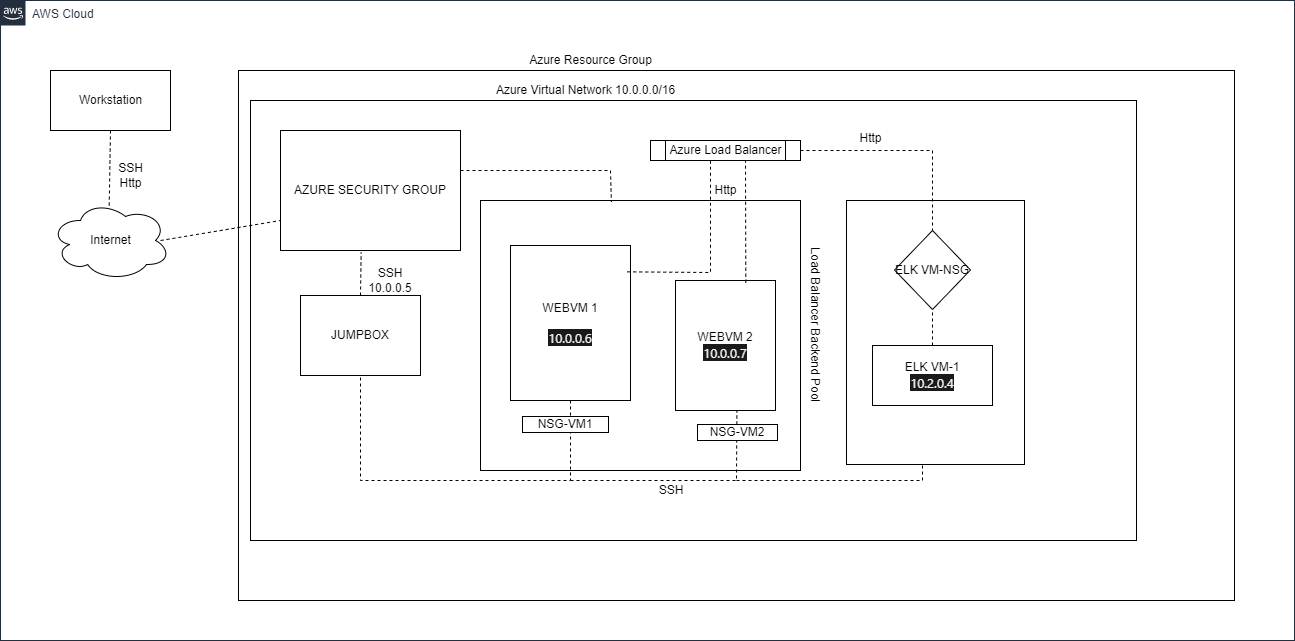 aws
AWS Cloud
Azure Resource Group
Workstation
Azure Virtual Network 10.0.0.0/16
SSH
Http
Internet
AZURE SECURITY GROUP
Azure Load Balancer
Http
Http
SSH
10.0.0.5
JUMPBOX
WEBVM 1
10.0.0.6
WEBVM 2
10.0.0.7
Load Balancer Backend Pool
ELK VM-NSG
ELK VM-1
10.2.0.4
NSG-VM1
NSG-VM2
SSH